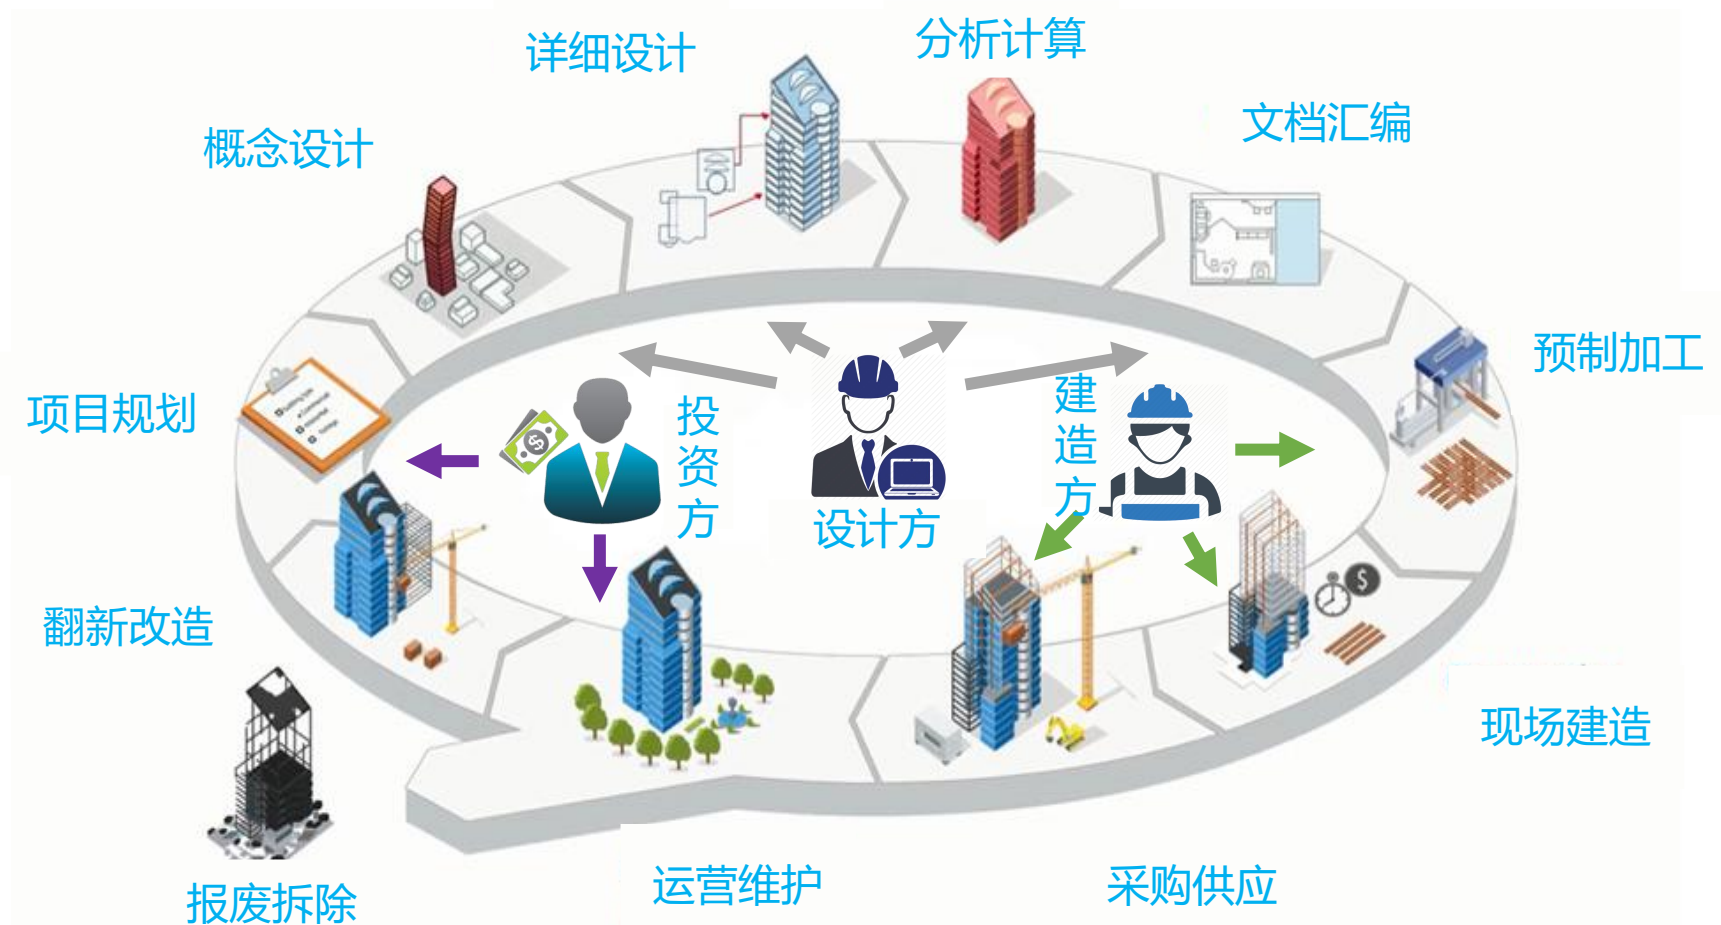 详细设计
分析计算
概念设计
文档汇编
预制加工
项目规划
投资方
设计方
建造方
翻新改造
现场建造
报废拆除
运营维护
采购供应
$
$